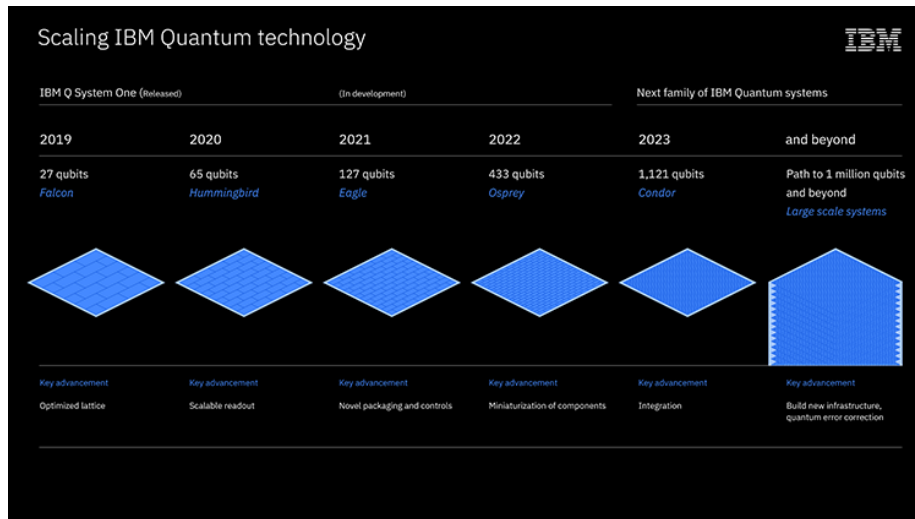 Scaling IBM Quantum technology
IBM
IBM Q System One (Released)
(In development)
Next family of IBM Quantum systems
2019
2020
2021
2022
2023
and beyond
27 qubits
Falcon
65 qubits
Hummingbird
127 qubits
Eagle
433 qubits
Osprey
1,121 qubits
Condor
Path to 1 million qubits
and beyond
Large scale systems
Key advancement
Optimized lattice
Key advancement
Scalable readout
Key advancement
Novel packaging and controls
Key advancement
Miniaturization of components
Key advancement
Integration
Key advancement
Build new infrastructure,
quantum error correction